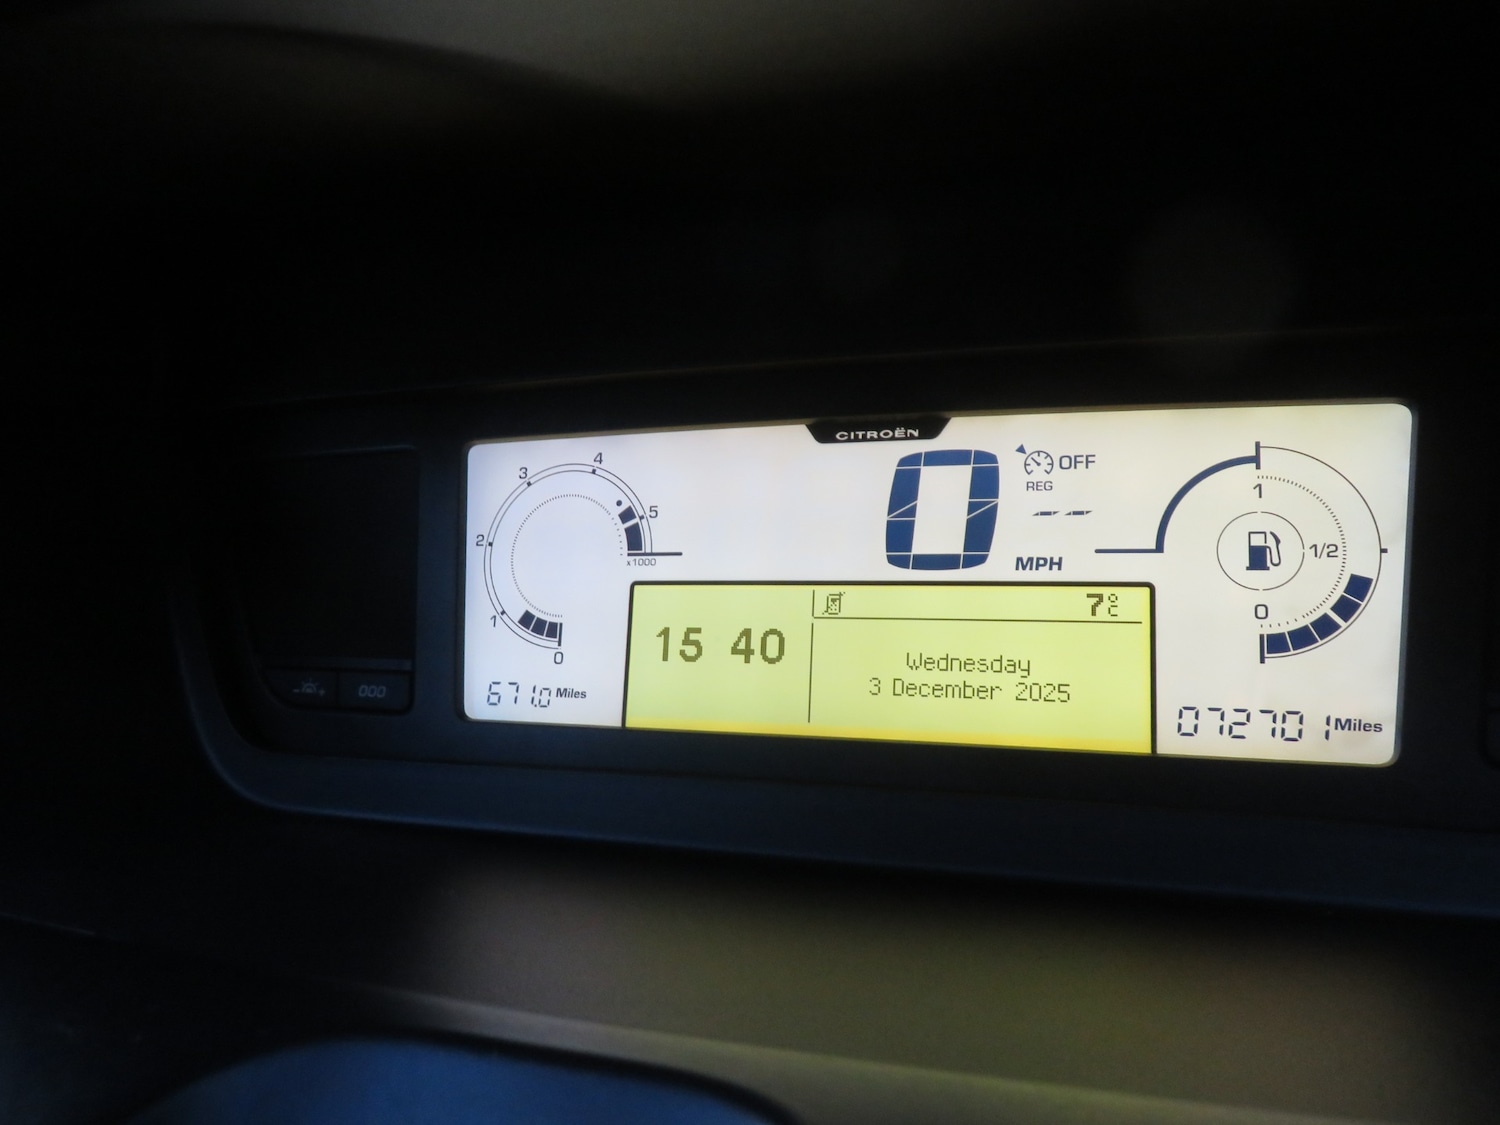 CITROËN
4
3
5
2
x1000
1
0
671.0 Miles
0
OFF
REG
-- --
MPH
7°C
15 40
Wednesday
3 December 2025
1
1/2
0
072701 Miles
000